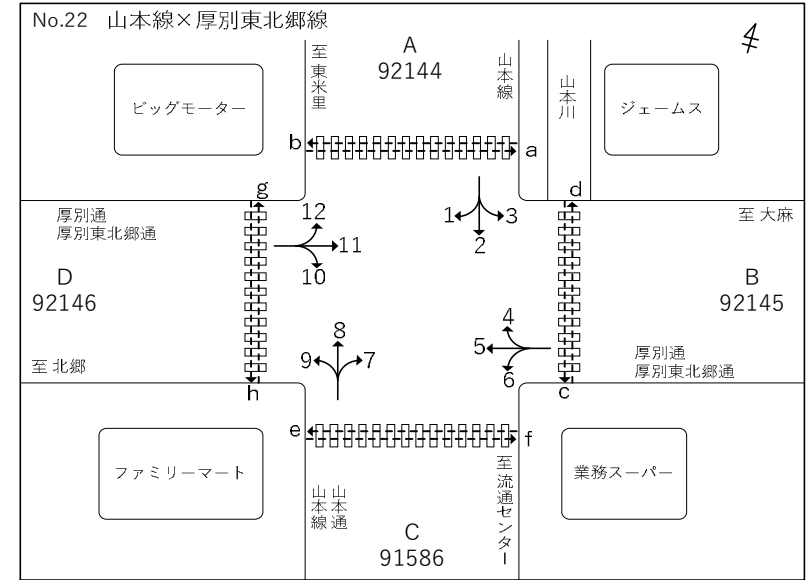 No.22 山本線×厚別東北郷線
A
92144
至東米里
山本線
山本川
ビッグモーター
ジェームス
b
a
g
d
厚別通
厚別東北郷通
至 大麻
12
11
10
1
2
3
D
92146
B
92145
8
9
7
4
5
6
至 北郷
厚別通
厚別東北郷通
h
c
e
f
ファミリーマート
業務スーパー
山本線
山本通
至流通センター
C
91586